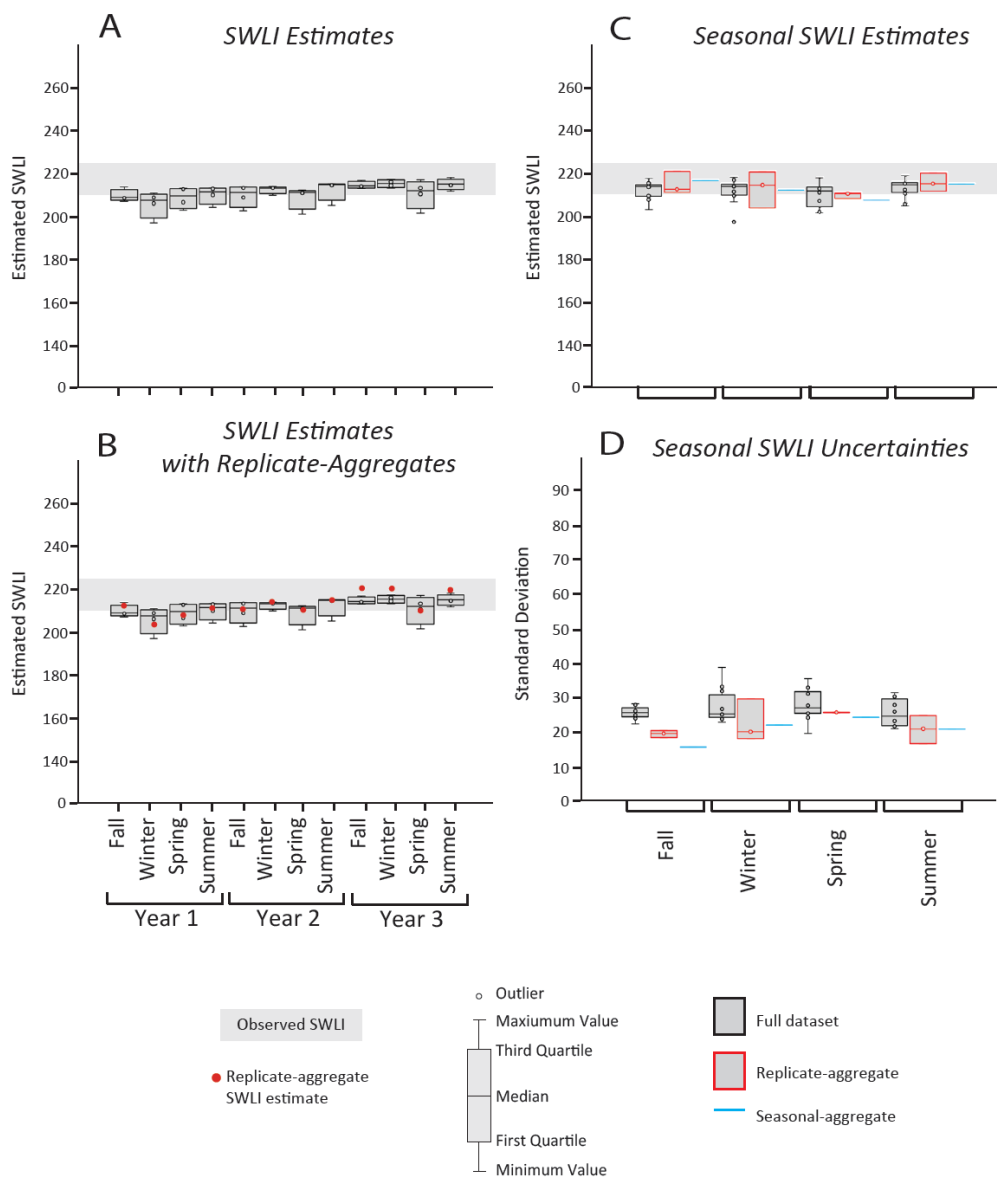 A
SWLI Estimates
Estimated SWLI
260
240
220
200
180
160
140
0
B
SWLI Estimates
with Replicate-Aggregates
Estimated SWLI
260
240
220
200
180
160
140
0
Fall
Winter
Spring
Summer
Fall
Winter
Spring
Summer
Fall
Winter
Spring
Summer
Year 1
Year 2
Year 3
C
Seasonal SWLI Estimates
Estimated SWLI
260
240
220
200
180
160
140
0
D
Seasonal SWLI Uncertainties
Standard Deviation
90
80
70
60
50
40
30
20
10
0
Fall
Winter
Spring
Summer
Observed SWLI
Replicate-aggregate
SWLI estimate
Outlier
Maxiumum Value
Third Quartile
Median
First Quartile
Minimum Value
Full dataset
Replicate-aggregate
Seasonal-aggregate